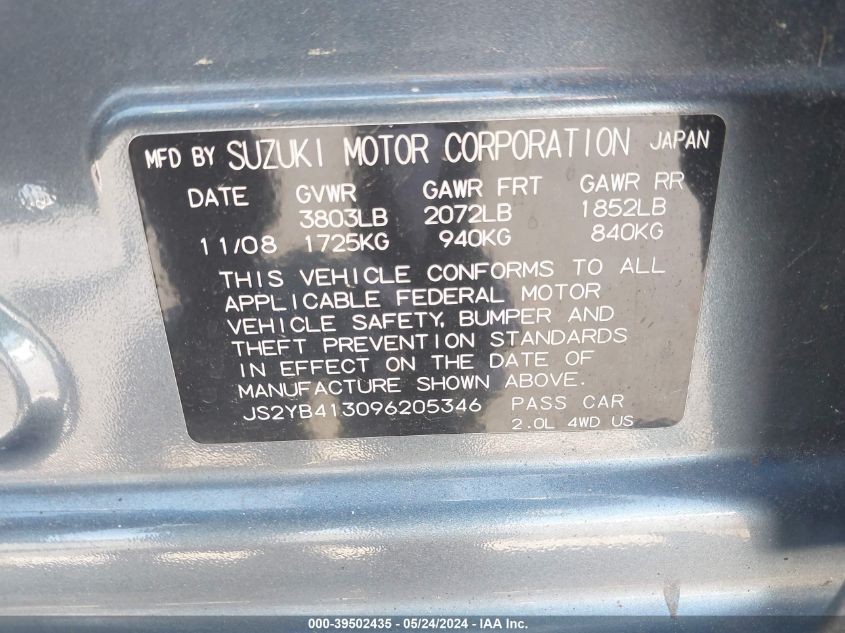 MFD BY SUZUKI MOTOR CORPORATION JAPAN
DATE GVWR GAWR FRT GAWR RR
3803LB 2072LB 1852LB
11/08 1725KG 940KG 840KG
THIS VEHICLE CONFORMS TO ALL
APPLICABLE FEDERAL MOTOR
VEHICLE SAFETY, BUMPER AND
THEFT PREVENTION STANDARDS
IN EFFECT ON THE DATE OF
MANUFACTURE SHOWN ABOVE.
JS2YB413096205346 PASS CAR
2.0L 4WD US
000-39502435 - 05/24/2024 - IAA Inc.